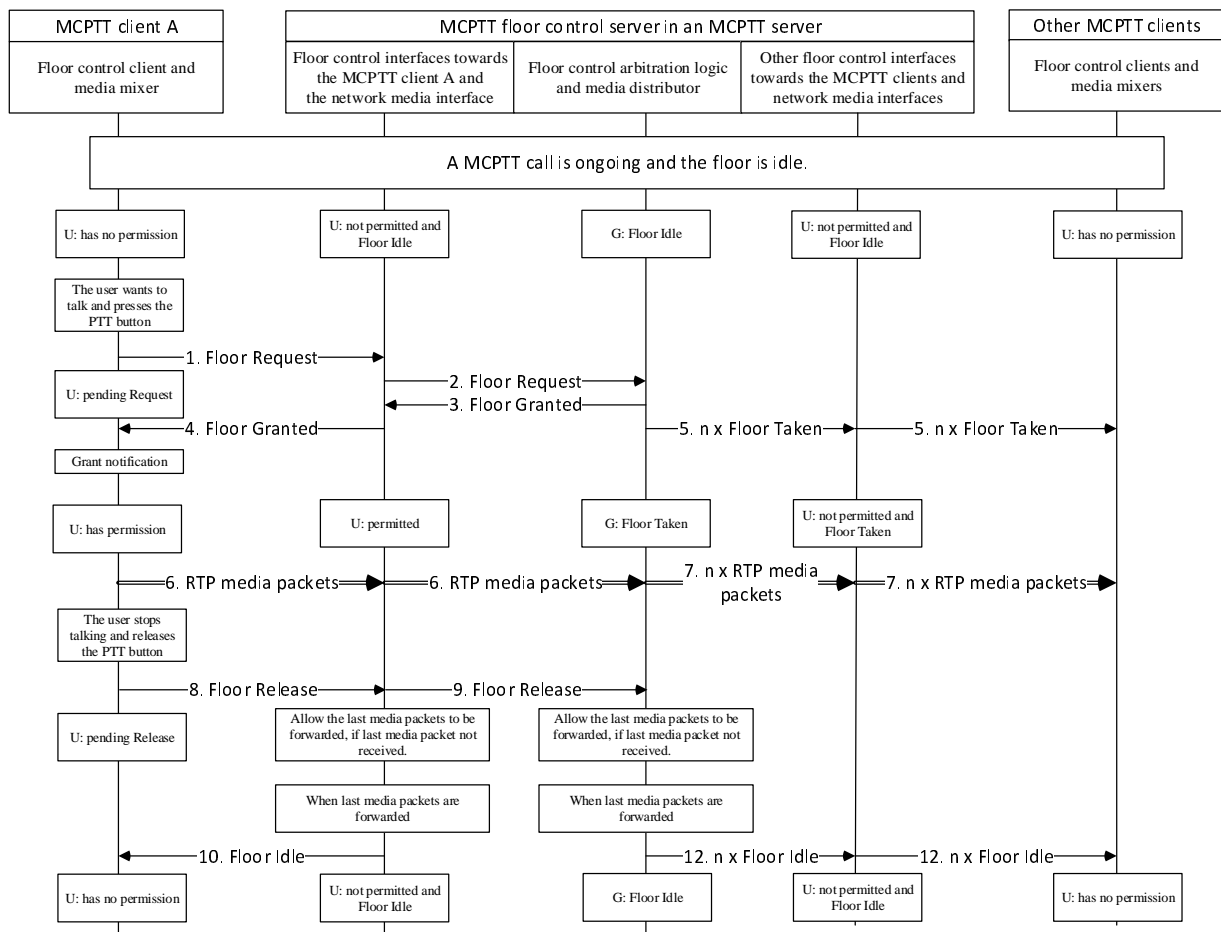 MCPTT client A
MCPTT floor control server in an MCPTT server
Other MCPTT clients
Floor control client and
media mixer
Floor control interfaces towards
the MCPTT client A and
the network media interface
Floor control arbitration logic
and media distributor
Other floor control interfaces
towards the MCPTT clients and
network media interfaces
Floor control clients and
media mixers
A MCPTT call is ongoing and the floor is idle.
U: has no permission
U: not permitted and
Floor Idle
G: Floor Idle
U: not permitted and
Floor Idle
U: has no permission
The user wants to
talk and presses the
PTT button
1. Floor Request
2. Floor Request
U: pending Request
3. Floor Granted
4. Floor Granted
5. n x Floor Taken
5. n x Floor Taken
Grant notification
U: has permission
U: permitted
G: Floor Taken
U: not permitted and
Floor Taken
6. RTP media packets
6. RTP media packets
7. n x RTP media
packets
7. n x RTP media packets
The user stops
talking and releases
the PTT button
8. Floor Release
9. Floor Release
U: pending Release
Allow the last media packets to be
forwarded, if last media packet not
received.
Allow the last media packets to be
forwarded, if last media packet not
received.
When last media packets are
forwarded
When last media packets are
forwarded
10. Floor Idle
12. n x Floor Idle
12. n x Floor Idle
U: has no permission
U: not permitted and
Floor Idle
G: Floor Idle
U: not permitted and
Floor Idle
U: has no permission